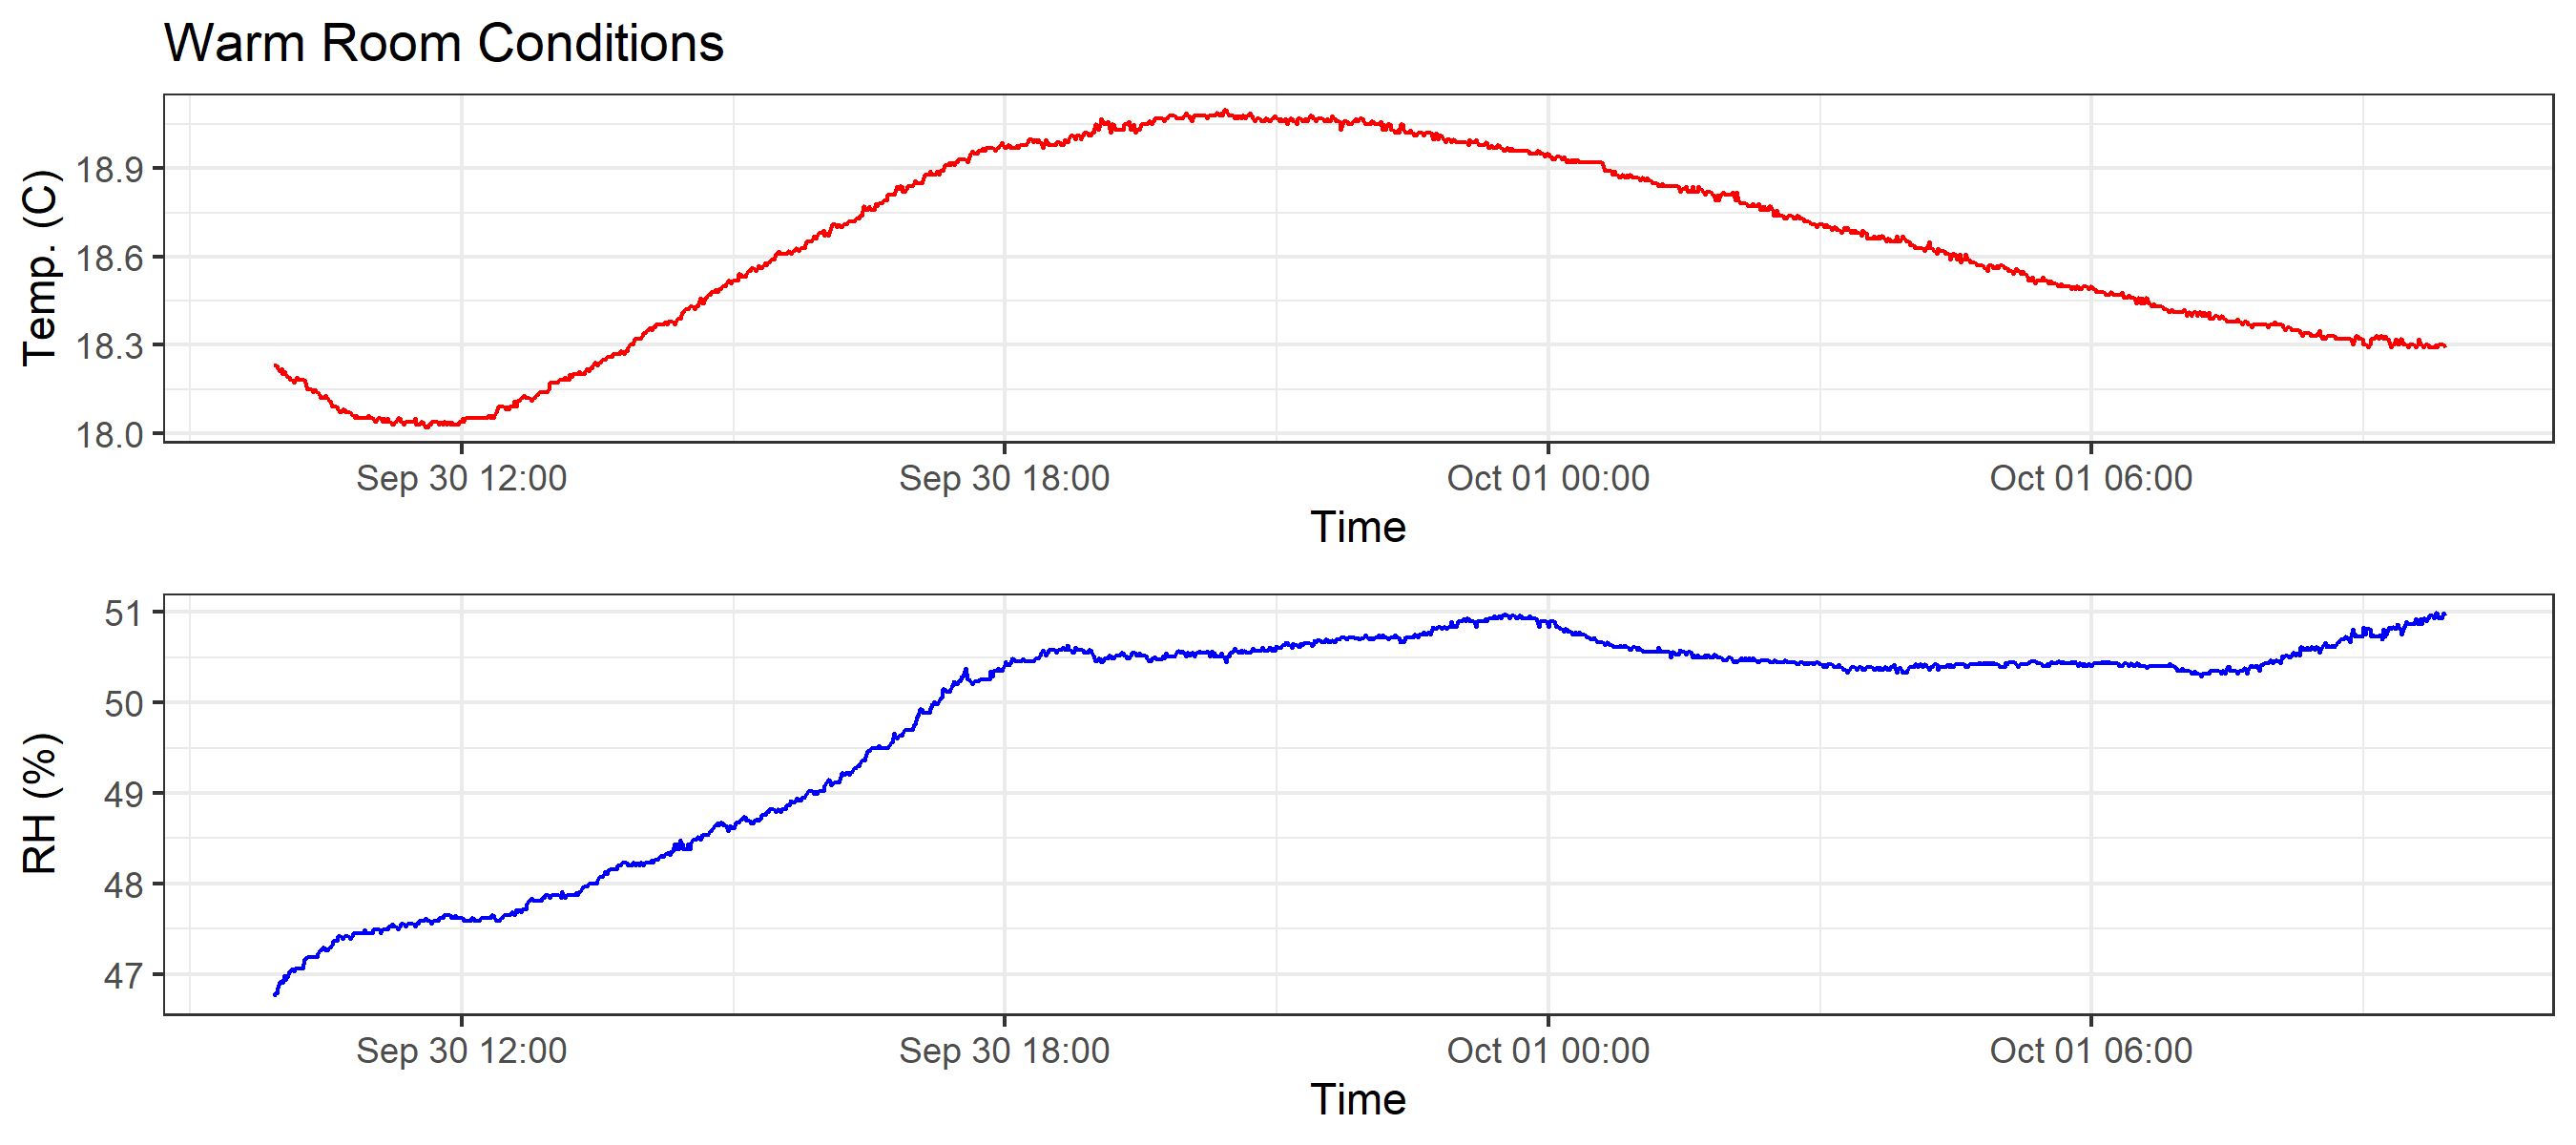 Warm Room Conditions
Temp. (C)
18.9
18.6
18.3
18.0
Sep 30 12:00 Sep 30 18:00 Oct 01 00:00 Oct 01 06:00
Time
RH (%)
51
50
49
48
47
Sep 30 12:00 Sep 30 18:00 Oct 01 00:00 Oct 01 06:00
Time